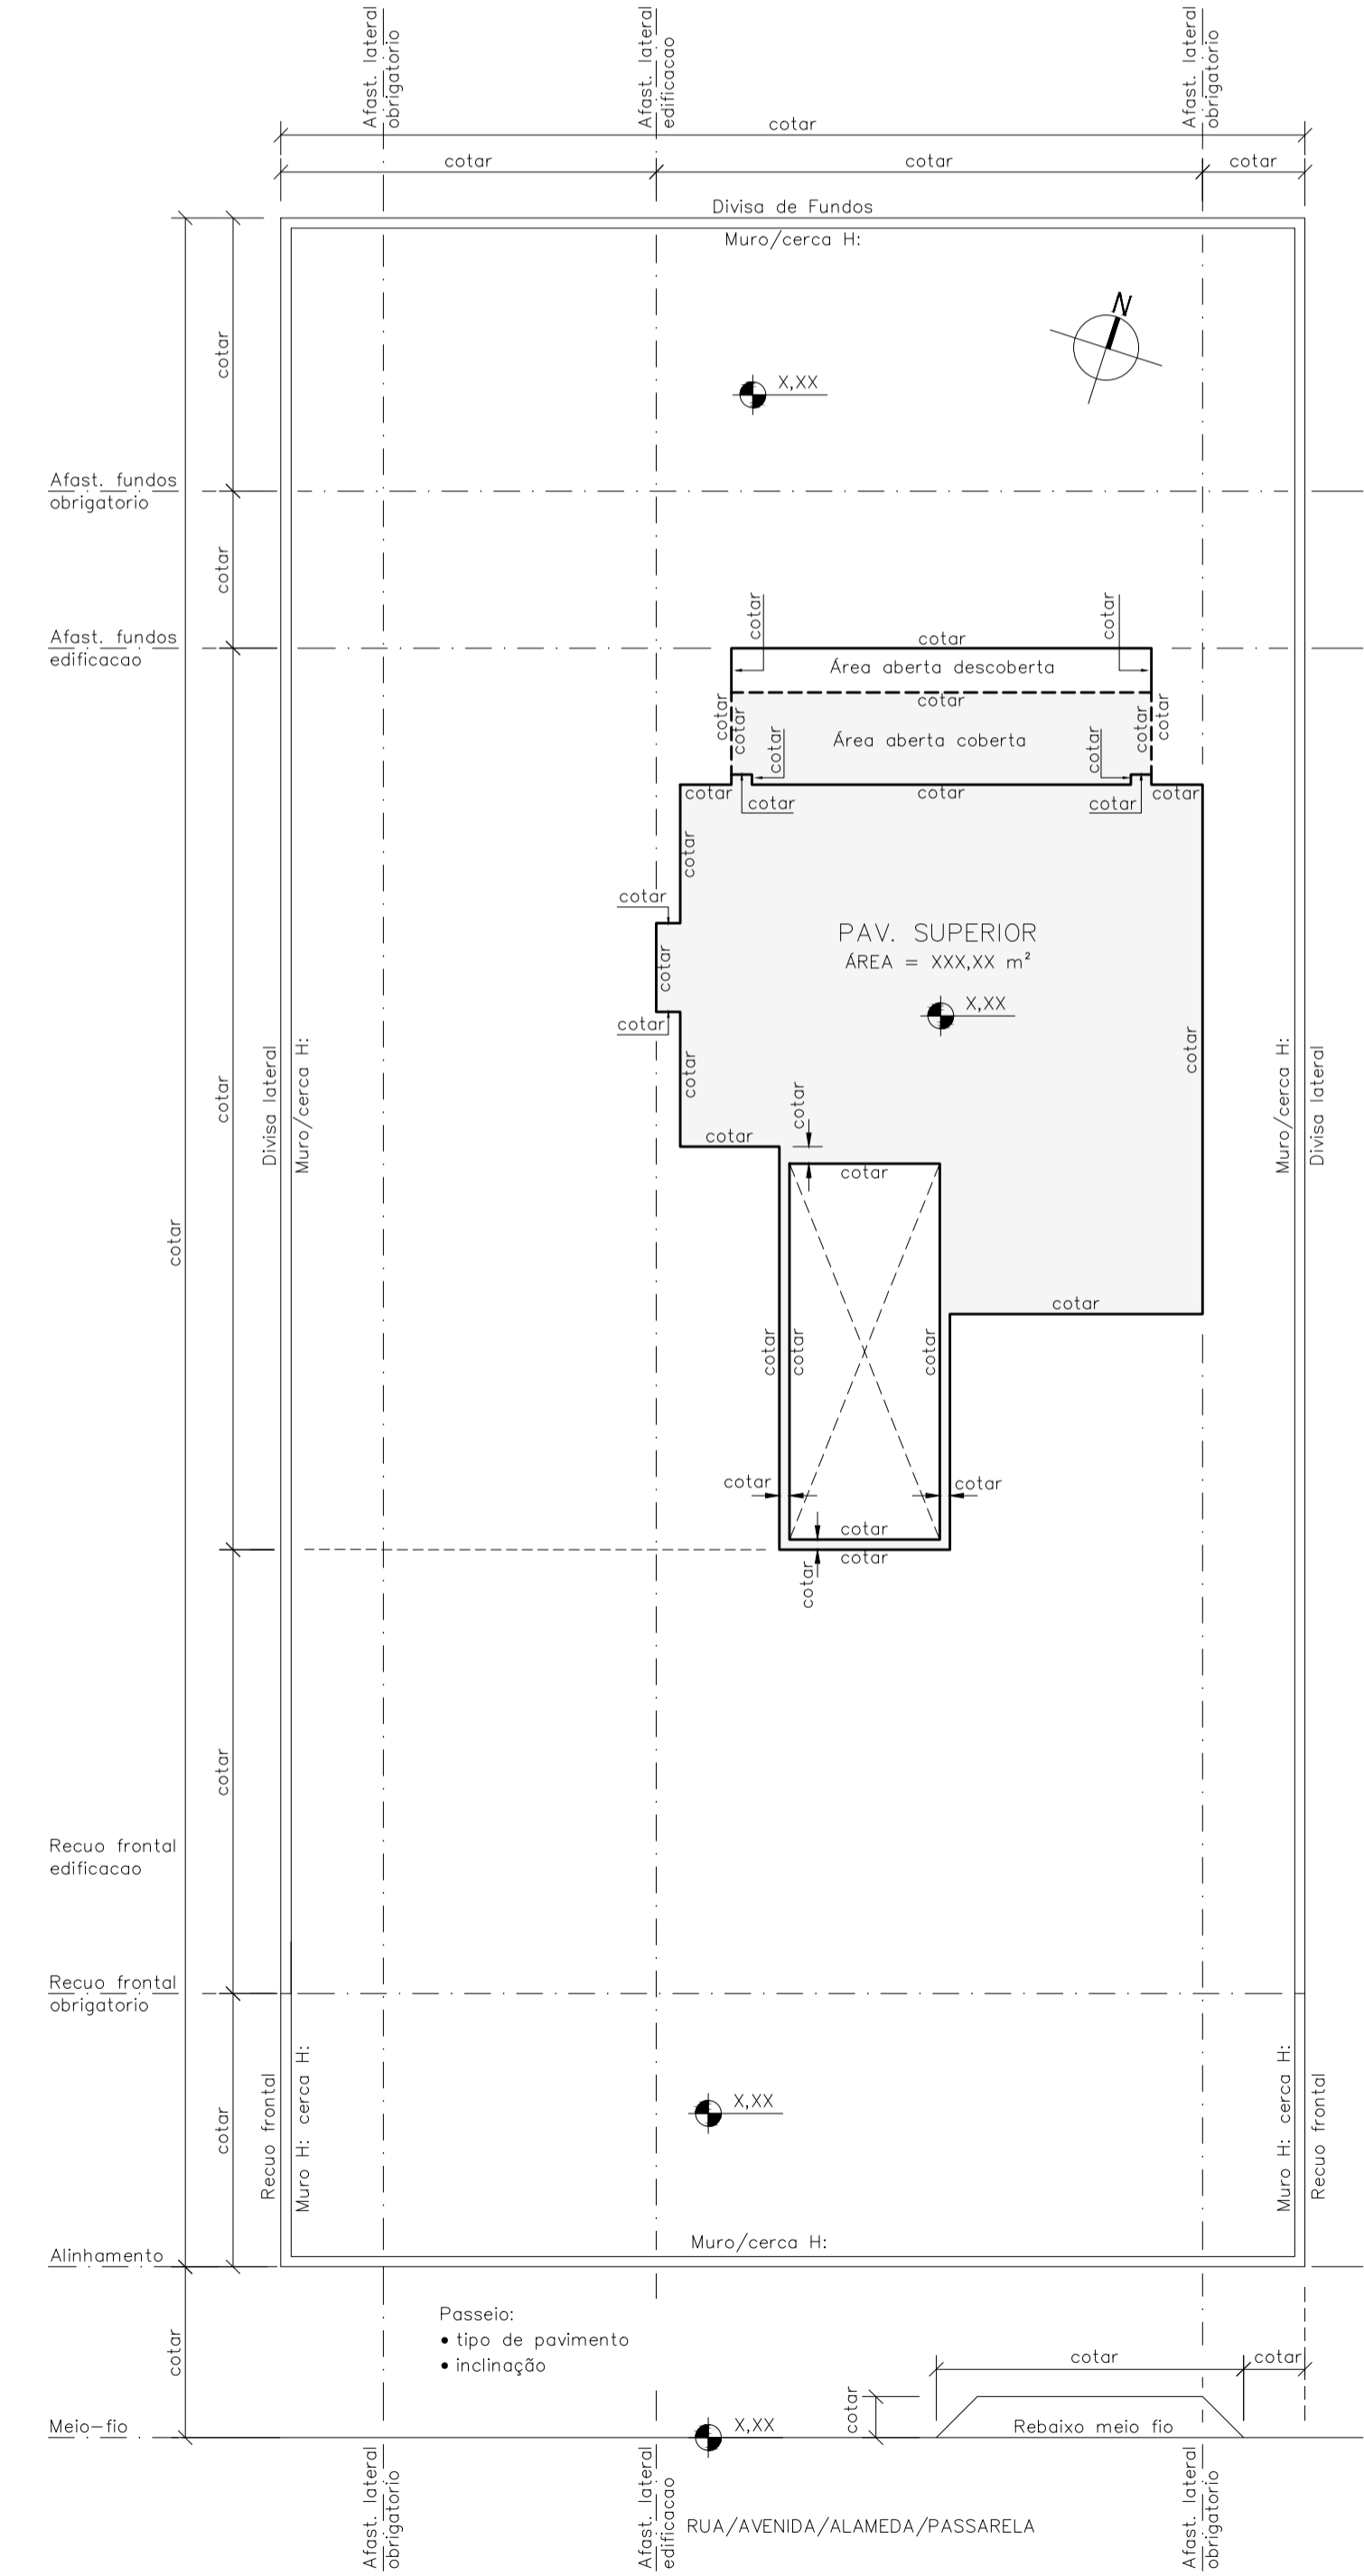 Afast. lateral
obrigatorio
Afast. lateral
edificacao
Afast. lateral
obrigatorio
cotar
cotar
cotar
cotar
Divisa de Fundos
Muro/cerca H:
N
cotar
X,XX
Afast. fundos
obrigatorio
cotar
Afast. fundos
edificacao
cotar
cotar
cotar
Área aberta descoberta
cotar
cotar
cotar
cotar
cotar
Área aberta coberta
cotar
cotar
cotar
cotar
cotar
cotar
cotar
cotar
cotar
cotar
PAV. SUPERIOR
ÁREA = XXX,XX m²
cotar
X,XX
cotar
cotar
cotar
Divisa lateral
Muro/cerca H:
cotar
cotar
Muro/cerca H:
Divisa lateral
cotar
cotar
cotar
cotar
cotar
cotar
cotar
cotar
cotar
cotar
cotar
cotar
cotar
cotar
Recuo frontal
edificacao
Recuo frontal
obrigatorio
cotar
Recuo frontal
Muro H: cerca H:
X,XX
Muro H: cerca H:
Recuo frontal
Muro/cerca H:
Alinhamento
Passeio:
• tipo de pavimento
• inclinação
cotar
cotar
cotar
cotar
Rebaixo meio fio
Meio-fio
X,XX
Afast. lateral
obrigatorio
Afast. lateral
edificacao
RUA/AVENIDA/ALAMEDA/PASSARELA
Afast. lateral
obrigatorio